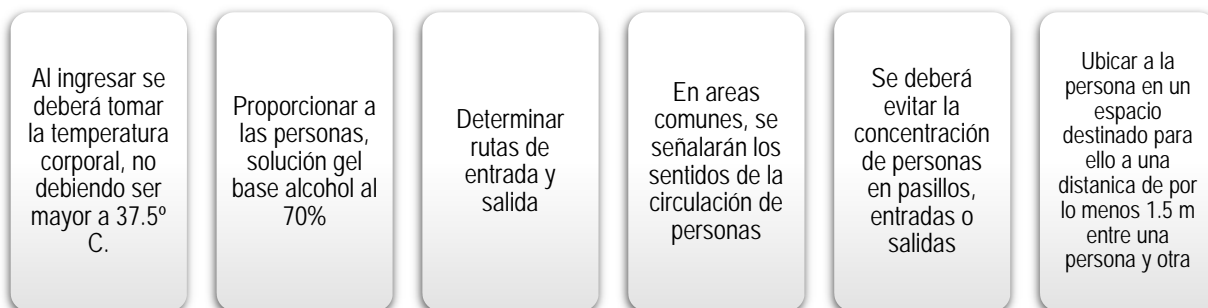 Al ingresar se
deberá tomar
la temperatura
corporal, no
debiendo ser
mayor a 37.5º
C.
Proporcionar a
las personas,
solución gel
base alcohol al
70%
Determinar
rutas de
entrada y
salida
En areas
comunes, se
señalarán los
sentidos de la
circulación de
personas
Se deberá
evitar la
concentración
de personas
en pasillos,
entradas o
salidas
Ubicar a la
persona en un
espacio
destinado para
ello a una
distanica de por
lo menos 1.5 m
entre una
persona y otra